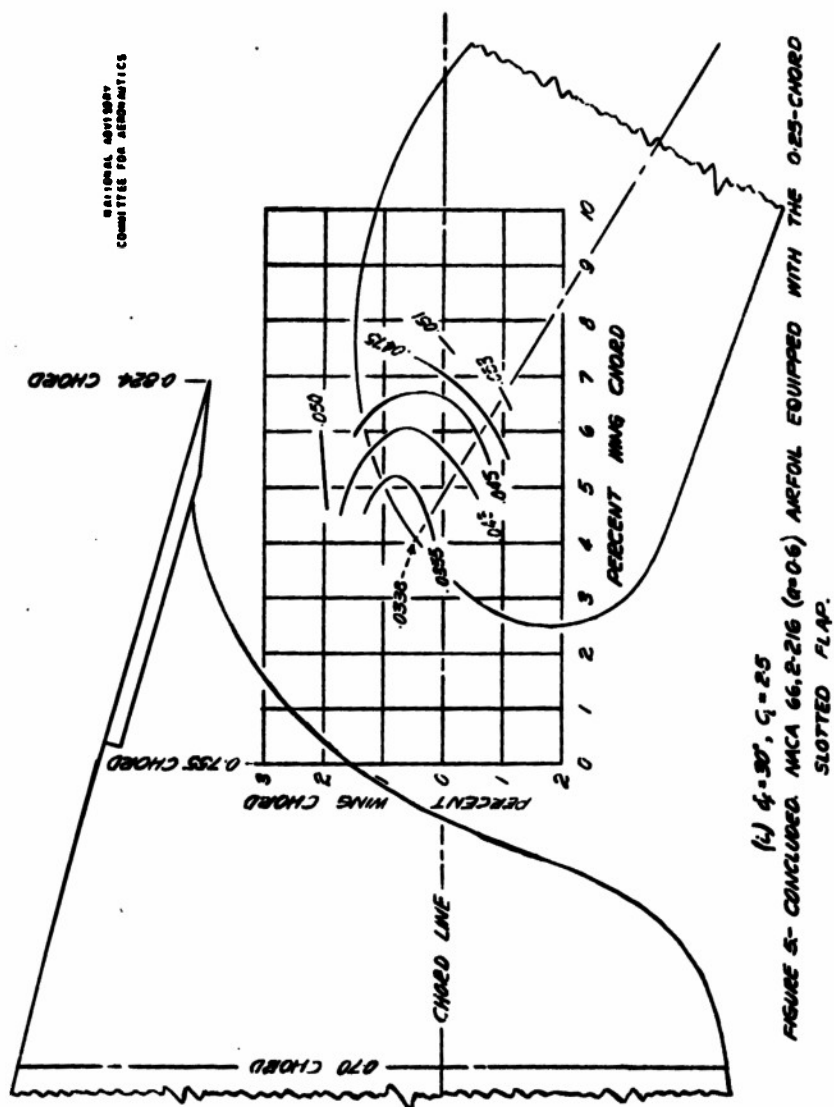 NATIONAL ADVISORY
COMMITTEE FOR AERONAUTICS
0.824 CHORD
0.755 CHORD
0.70 CHORD
CHORD LINE
PERCENT WING CHORD
3
2
1
0
1
2
0
1
2
3
4
5
6
7
8
9
10
PERCENT WING CHORD
.050
.0475
.051
.053
.045
.0355
.0338
(i) δf = 30°, Cl = 2.5
FIGURE 5.- CONCLUDED. NACA 66,2-216 (a=0.6) AIRFOIL EQUIPPED WITH THE 0.25-CHORD
SLOTTED FLAP.